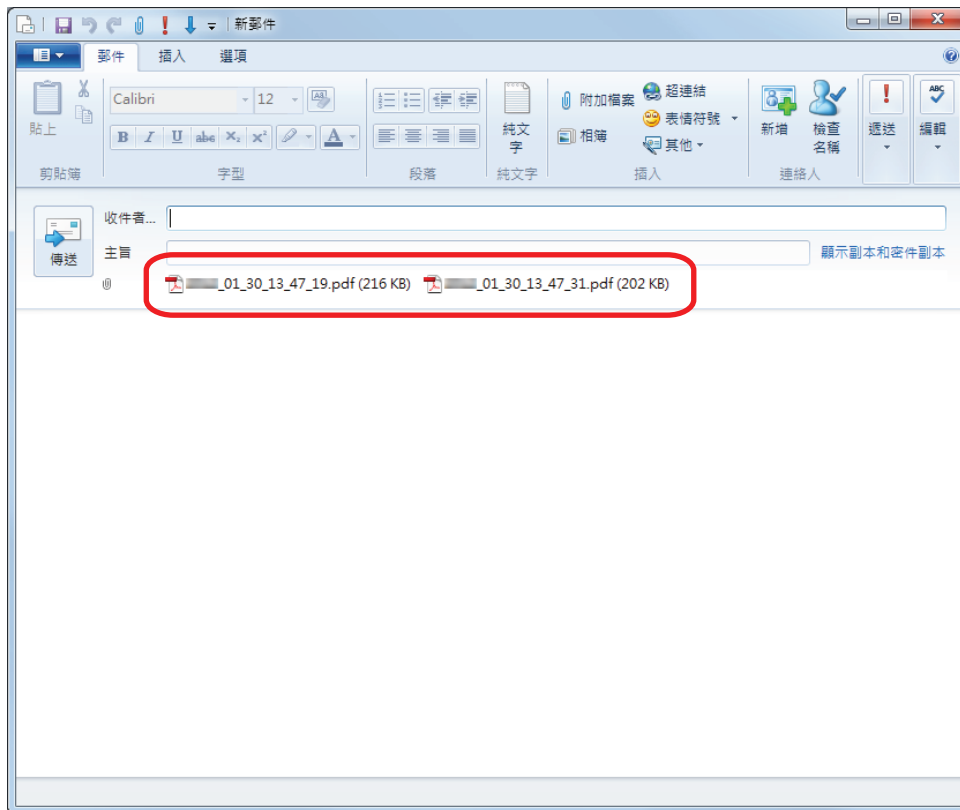 新郵件
郵件 插入 選項
貼上
Calibri 12
B I U abc X₂ X² A
純文字
附加檔案
相簿
超連結
表情符號
其他
新增
檢查名稱
遞送
ABC
編輯
剪貼簿 字型 段落 純文字 插入 連絡人
傳送
收件者...
主旨
顯示副本和密件副本
_01_30_13_47_19.pdf (216 KB) _01_30_13_47_31.pdf (202 KB)